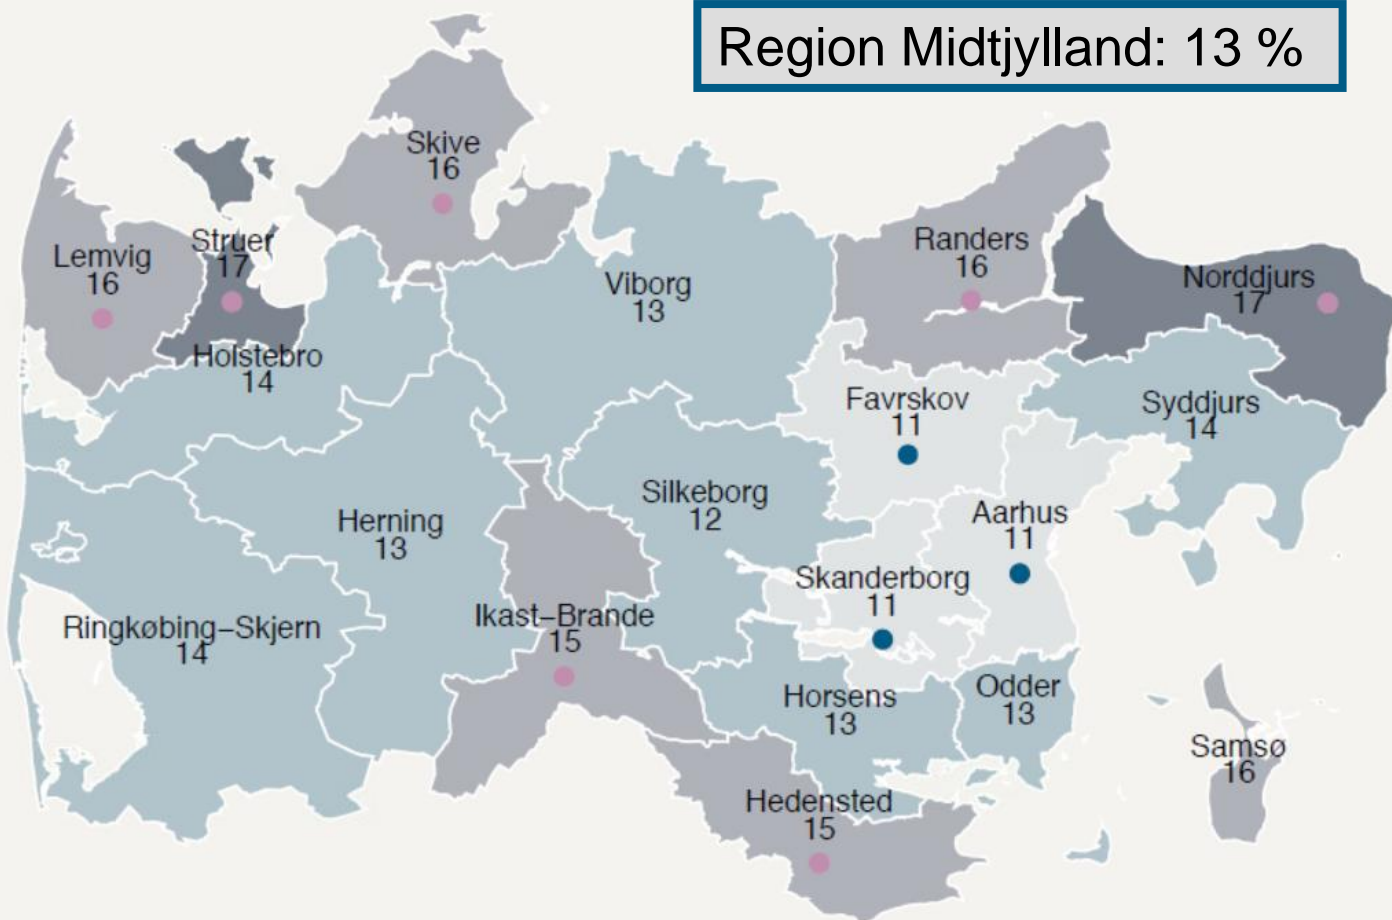 Region Midtjylland: 13 %
Skive
16
Lemvig
16
Struer
17
Holstebro
14
Viborg
13
Randers
16
Norddjurs
17
Favrskov
11
Syddjurs
14
Silkeborg
12
Herning
13
Aarhus
11
Skanderborg
11
Ringkøbing–Skjern
14
Ikast–Brande
15
Horsens
13
Odder
13
Samsø
16
Hedensted
15